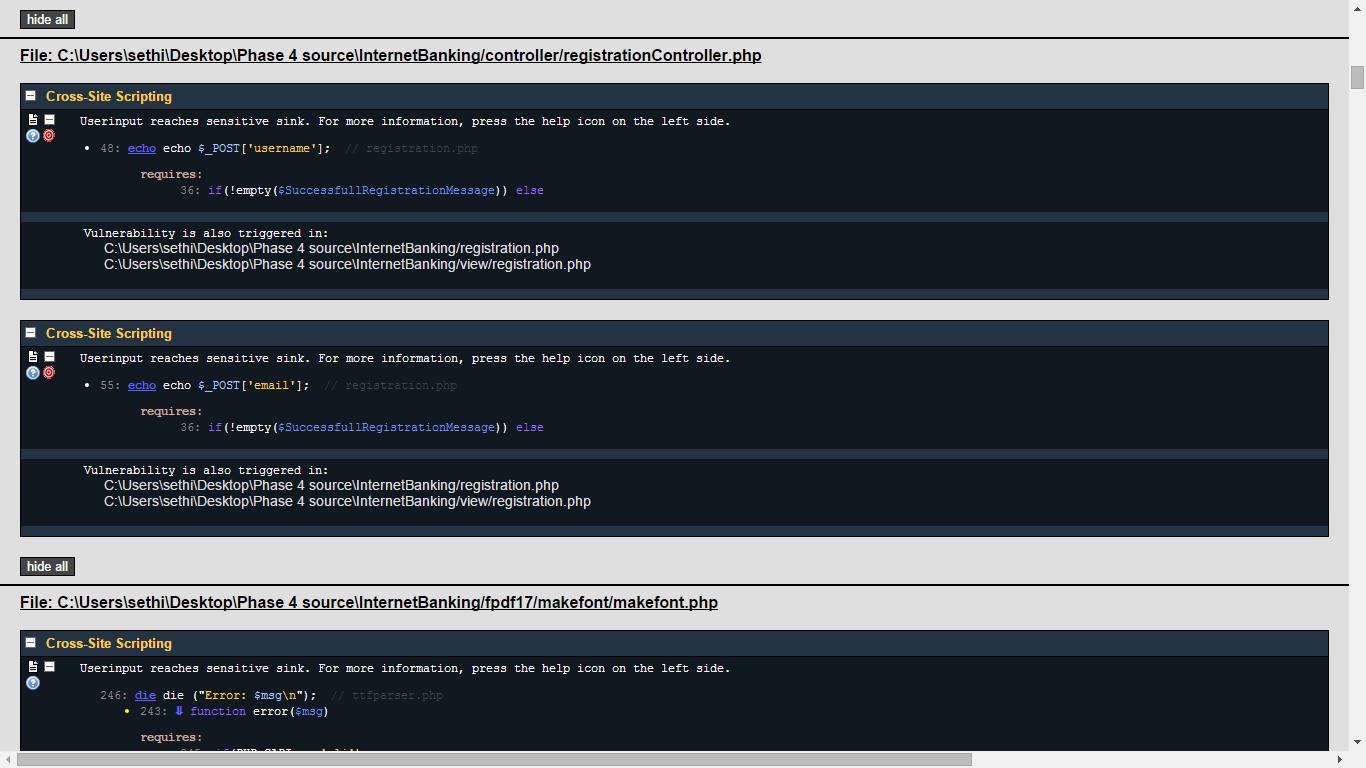 hide all
File: C:\Users\sethi\Desktop\Phase 4 source\InternetBanking/controller/registrationController.php
Cross-Site Scripting
Userinput reaches sensitive sink. For more information, press the help icon on the left side.
48: echo echo $_POST['username']; // registration.php
requires:
36: if(!empty($SuccessfullRegistrationMessage)) else
Vulnerability is also triggered in:
C:\Users\sethi\Desktop\Phase 4 source\InternetBanking/registration.php
C:\Users\sethi\Desktop\Phase 4 source\InternetBanking/view/registration.php
Cross-Site Scripting
Userinput reaches sensitive sink. For more information, press the help icon on the left side.
55: echo echo $_POST['email']; // registration.php
requires:
36: if(!empty($SuccessfullRegistrationMessage)) else
Vulnerability is also triggered in:
C:\Users\sethi\Desktop\Phase 4 source\InternetBanking/registration.php
C:\Users\sethi\Desktop\Phase 4 source\InternetBanking/view/registration.php
hide all
File: C:\Users\sethi\Desktop\Phase 4 source\InternetBanking/fpdf17/makefont/makefont.php
Cross-Site Scripting
Userinput reaches sensitive sink. For more information, press the help icon on the left side.
246: die die ("Error: $msg\n"); // ttfparser.php
243: ⇓ function error($msg)
requires: